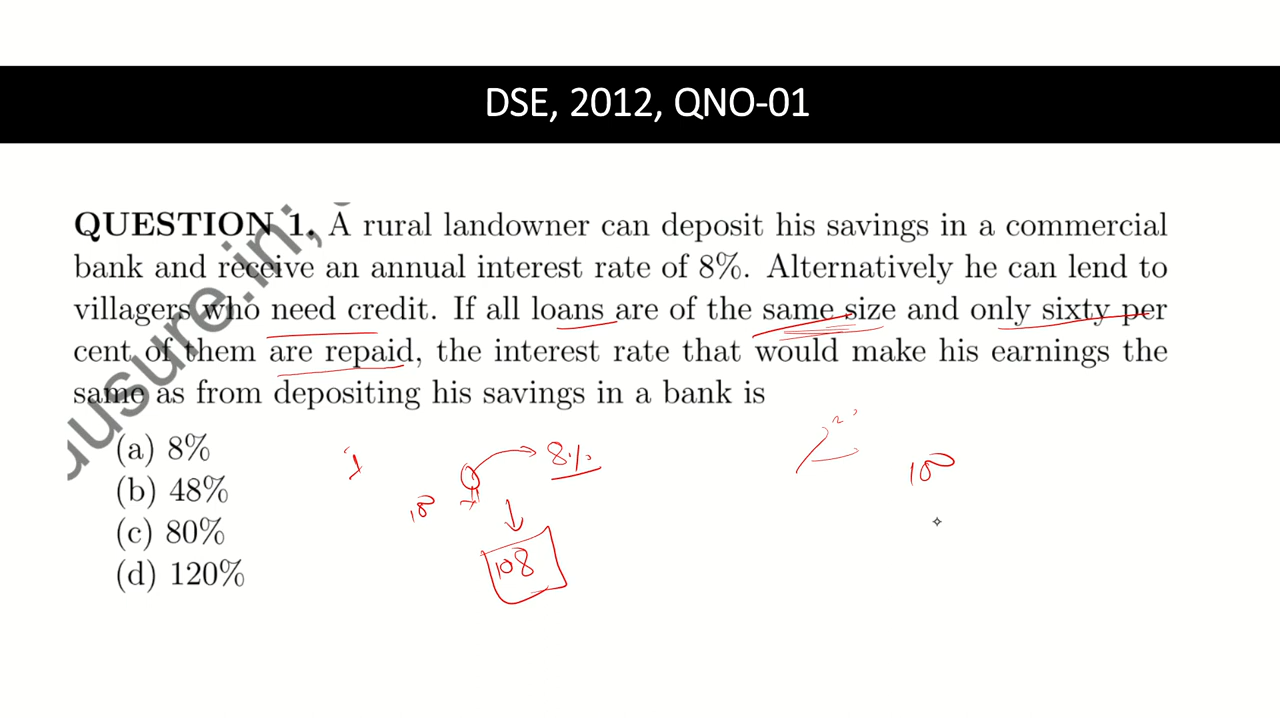 DSE, 2012, QNO-01
QUESTION 1. A rural landowner can deposit his savings in a commercial
bank and receive an annual interest rate of 8%. Alternatively he can lend to
villagers who need credit. If all loans are of the same size and only sixty per
cent of them are repaid, the interest rate that would make his earnings the
same as from depositing his savings in a bank is
(a) 8%
(b) 48%
(c) 80%
(d) 120%
8%
100
100
108